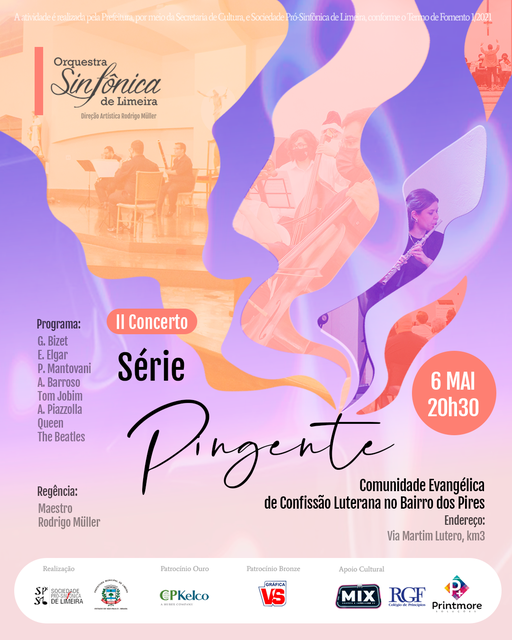 A atividade é realizada pela Prefeitura, por meio da Secretaria de Cultura, e Sociedade Pró-Sinfônica de Limeira, conforme o Termo de Fomento 1/2021
Orquestra
Sinfônica
de Limeira
Direção Artística Rodrigo Müller
II Concerto
Série
Pingente
Programa:
G. Bizet
E. Elgar
P. Mantovani
A. Barroso
Tom Jobim
A. Piazzolla
Queen
The Beatles
6 MAI
20h30
Regência:
Maestro
Rodrigo Müller
Comunidade Evangélica
de Confissão Luterana no Bairro dos Pires
Endereço:
Via Martim Lutero, km3
Realização
Patrocínio Ouro
Patrocínio Bronze
Apoio Cultural
SOCIEDADE
PRÓ-SINFÔNICA
DE LIMEIRA
CPKelco
GRÁFICA
VS
MIX
RGF
Colégio de Princípios
Printmore